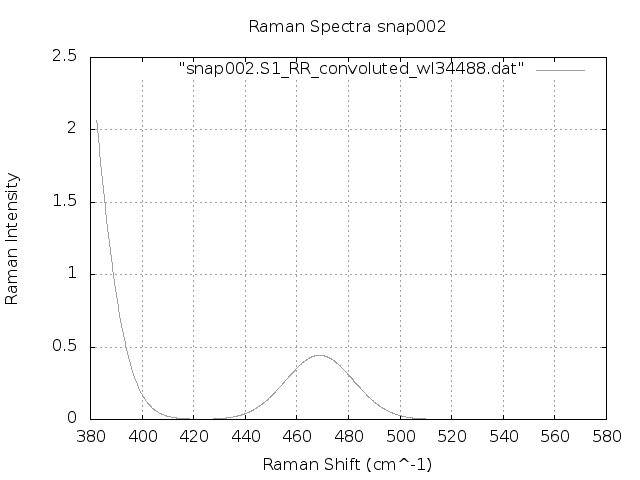 Raman Spectra snap002
"snap002.S1_RR_convoluted_wl34488.dat"
2.5
2
1.5
1
0.5
0
Raman Intensity
380 400 420 440 460 480 500 520 540 560 580
Raman Shift (cm^-1)